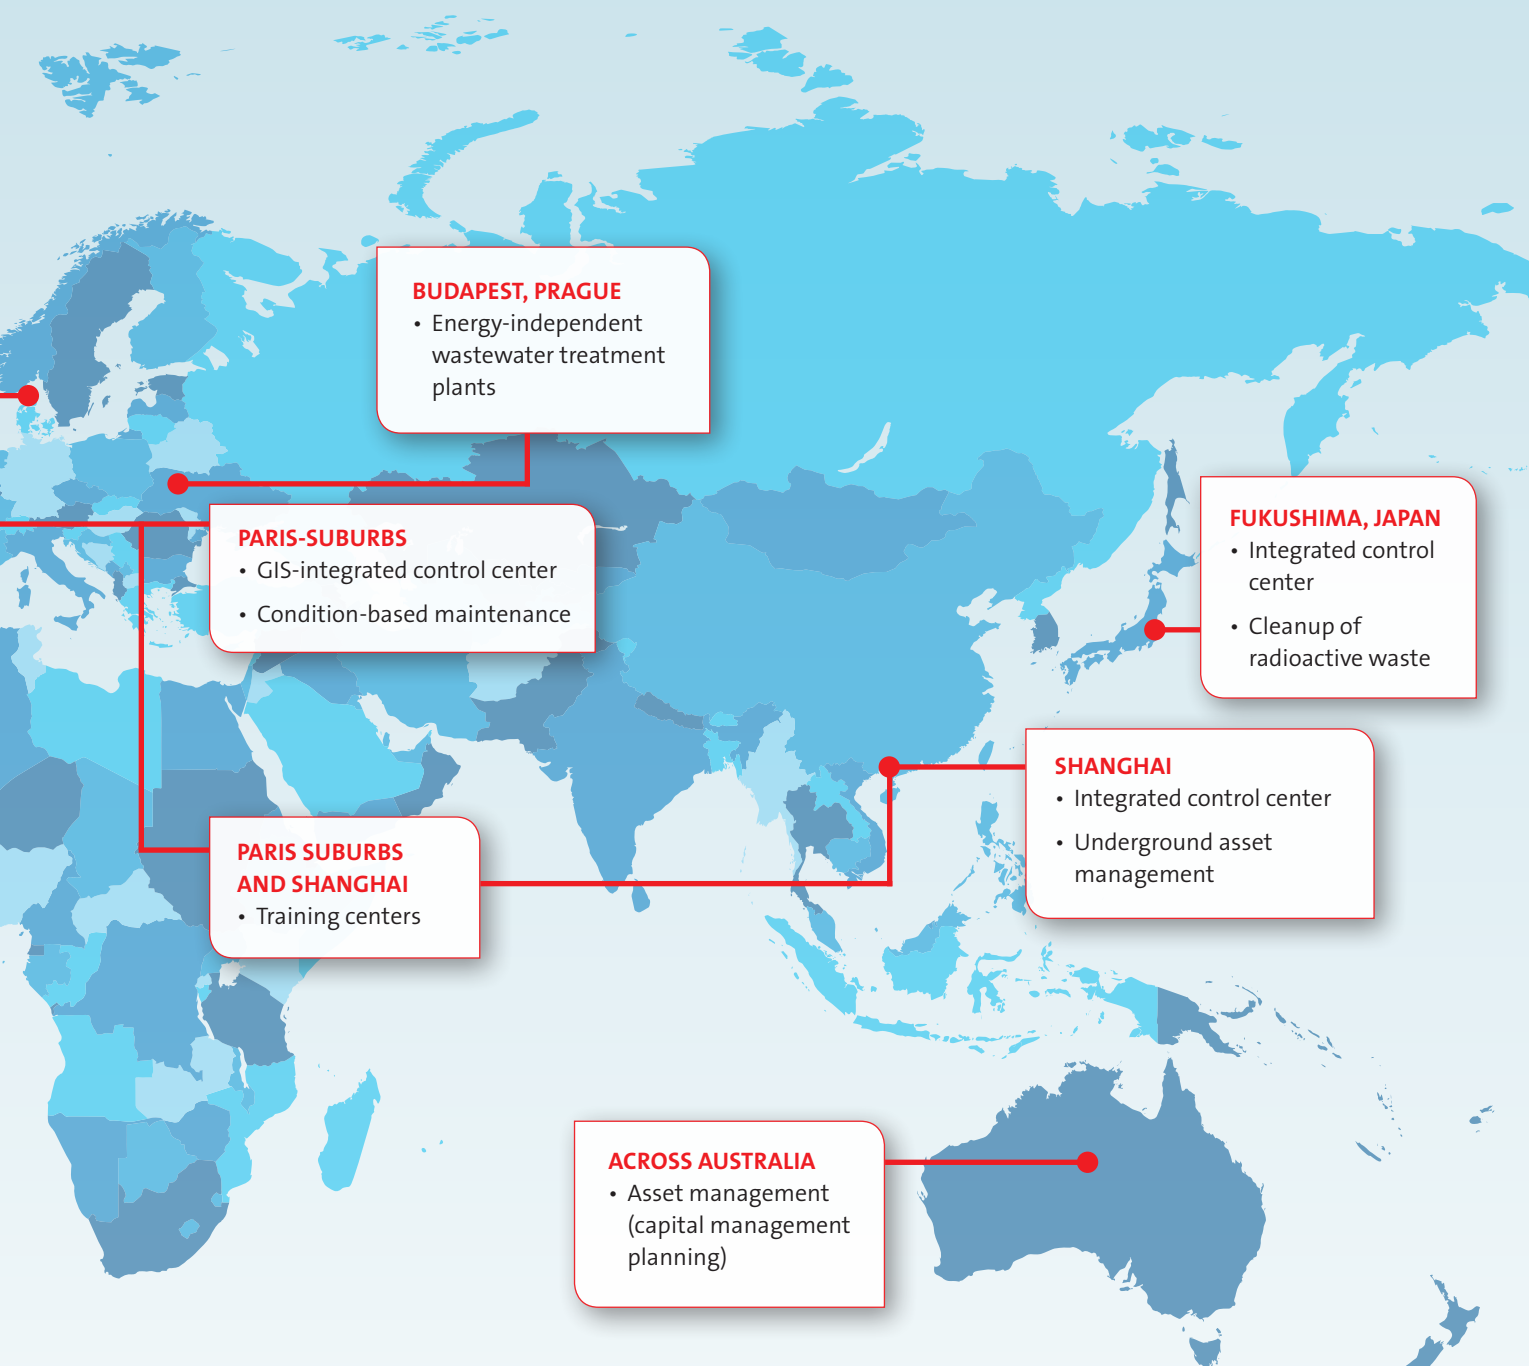 BUDAPEST, PRAGUE
• Energy-independent
wastewater treatment
plants
PARIS-SUBURBS
• GIS-integrated control center
• Condition-based maintenance
FUKUSHIMA, JAPAN
• Integrated control
center
• Cleanup of
radioactive waste
SHANGHAI
• Integrated control center
• Underground asset
management
PARIS SUBURBS
AND SHANGHAI
• Training centers
ACROSS AUSTRALIA
• Asset management
(capital management
planning)